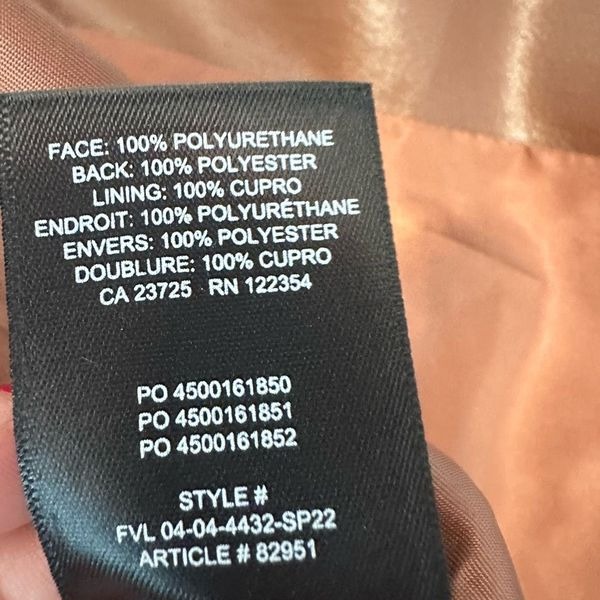 FACE: 100% POLYURETHANE
BACK: 100% POLYESTER
LINING: 100% CUPRO
ENDROIT: 100% POLYURÉTHANE
ENVERS: 100% POLYESTER
DOUBLURE: 100% CUPRO
CA 23725 RN 122354
PO 4500161850
PO 4500161851
PO 4500161852
STYLE #
FVL 04-04-4432-SP22
ARTICLE # 82951